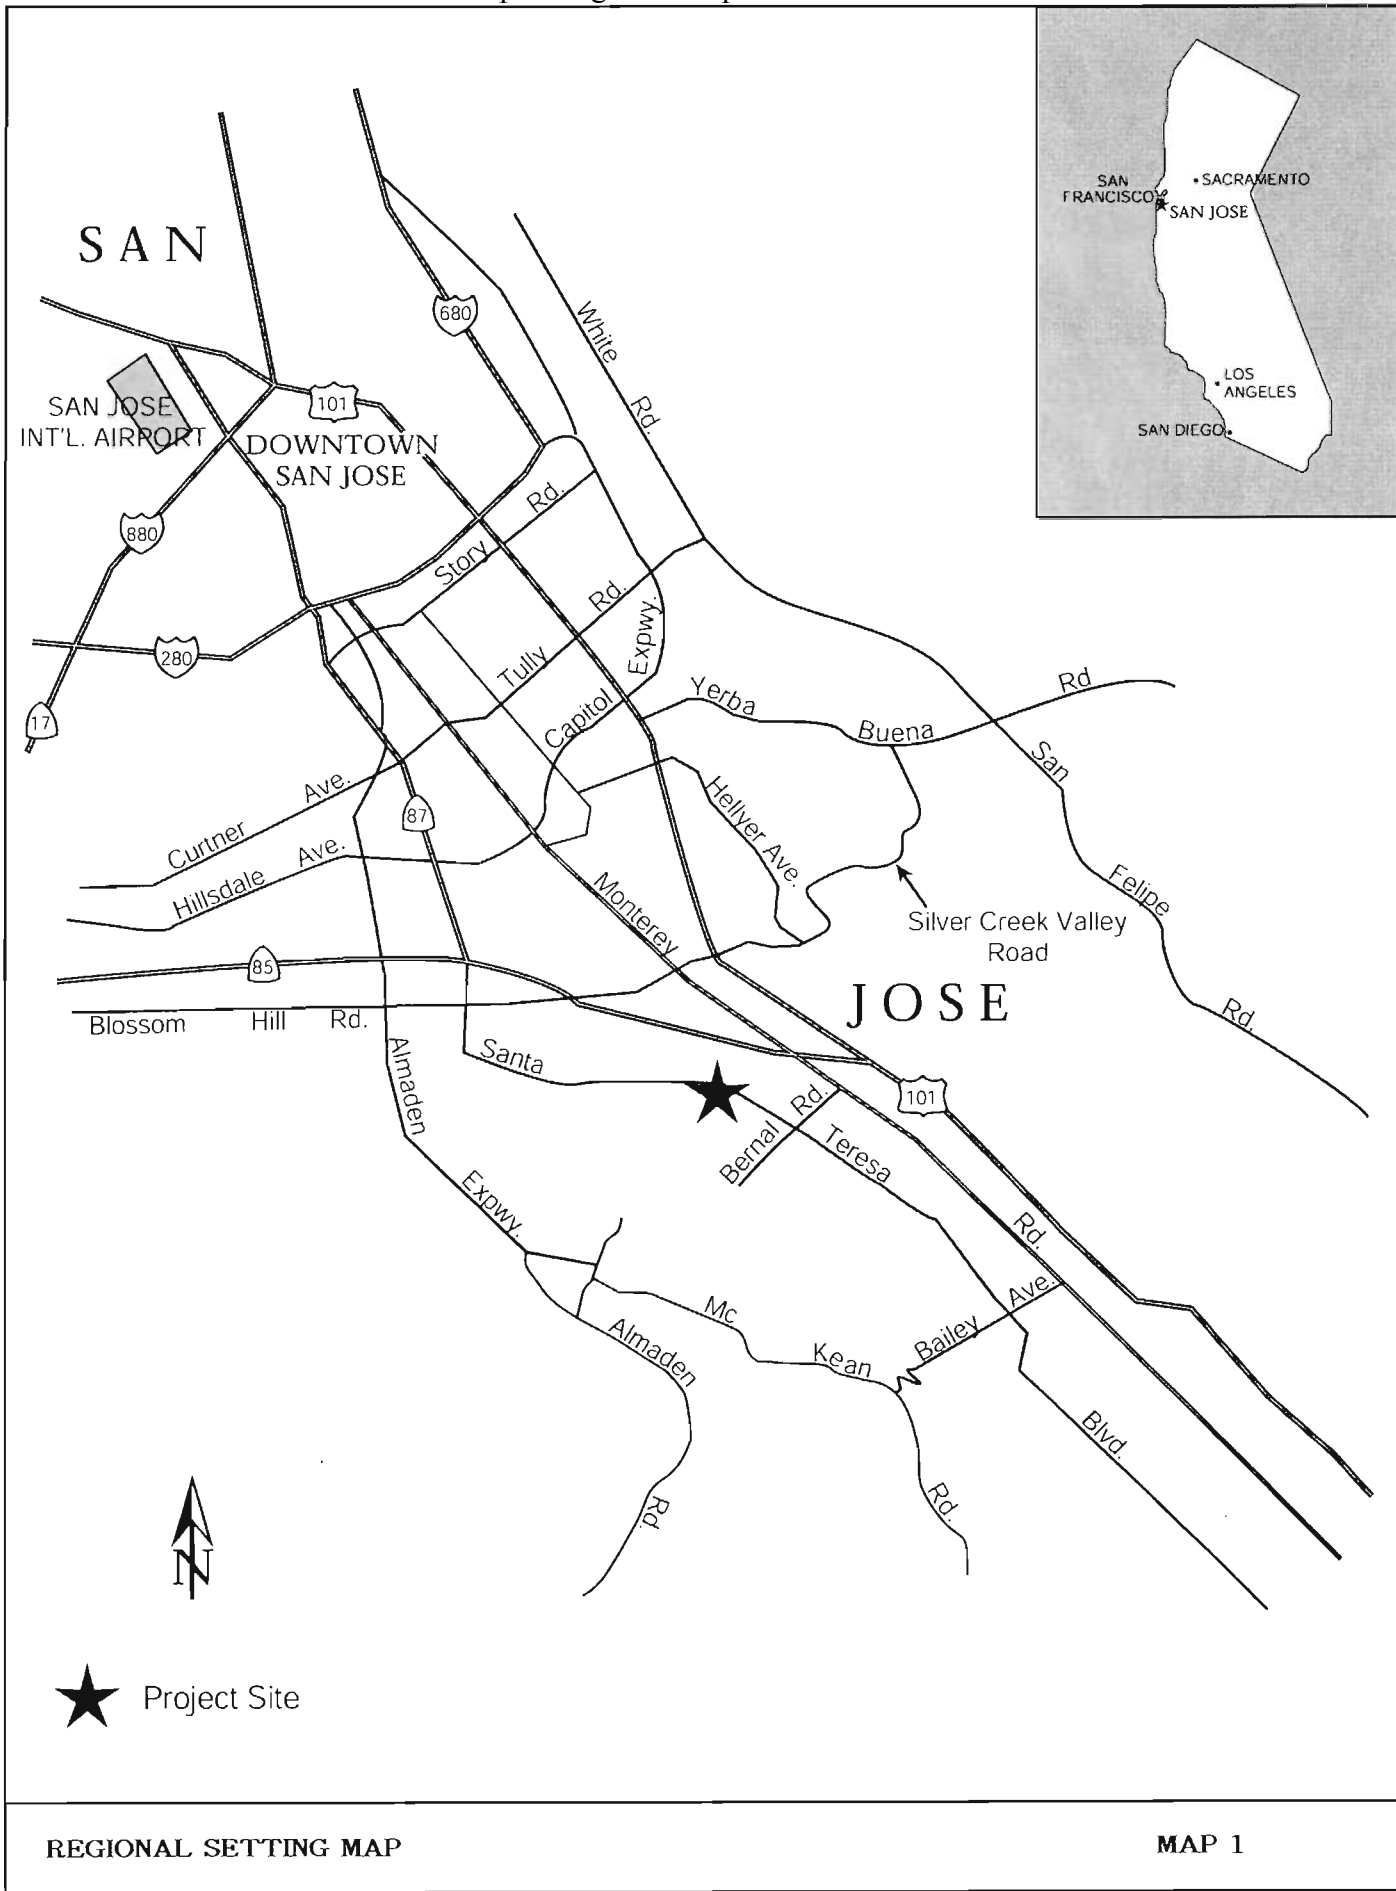 SAN
FRANCISCO
SACRAMENTO
SAN JOSE
LOS
ANGELES
SAN DIEGO
SAN
680
White
Rd.
101
SAN JOSE
INT'L. AIRPORT
DOWNTOWN
SAN JOSE
880
Story Rd.
280
Tully Rd.
Capitol Expwy.
17
Yerba Buena Rd
San Felipe Rd.
Curtner Ave.
87
Hellyer Ave.
Hillsdale Ave.
Monterey Rd.
Silver Creek Valley
Road
85
JOSE
Blossom Hill Rd.
Almaden Expwy.
Santa Teresa Blvd.
101
Bernal Rd.
Mc Kean Rd.
Bailey Ave.
Almaden Rd.
N
Project Site
REGIONAL SETTING MAP
MAP 1